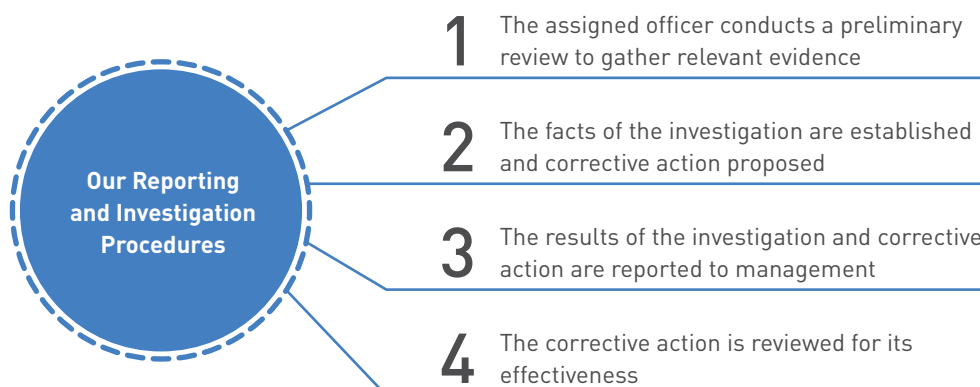 Our Reporting
and Investigation
Procedures
1
The assigned officer conducts a preliminary
review to gather relevant evidence
2
The facts of the investigation are established
and corrective action proposed
3
The results of the investigation and corrective
action are reported to management
4
The corrective action is reviewed for its
effectiveness